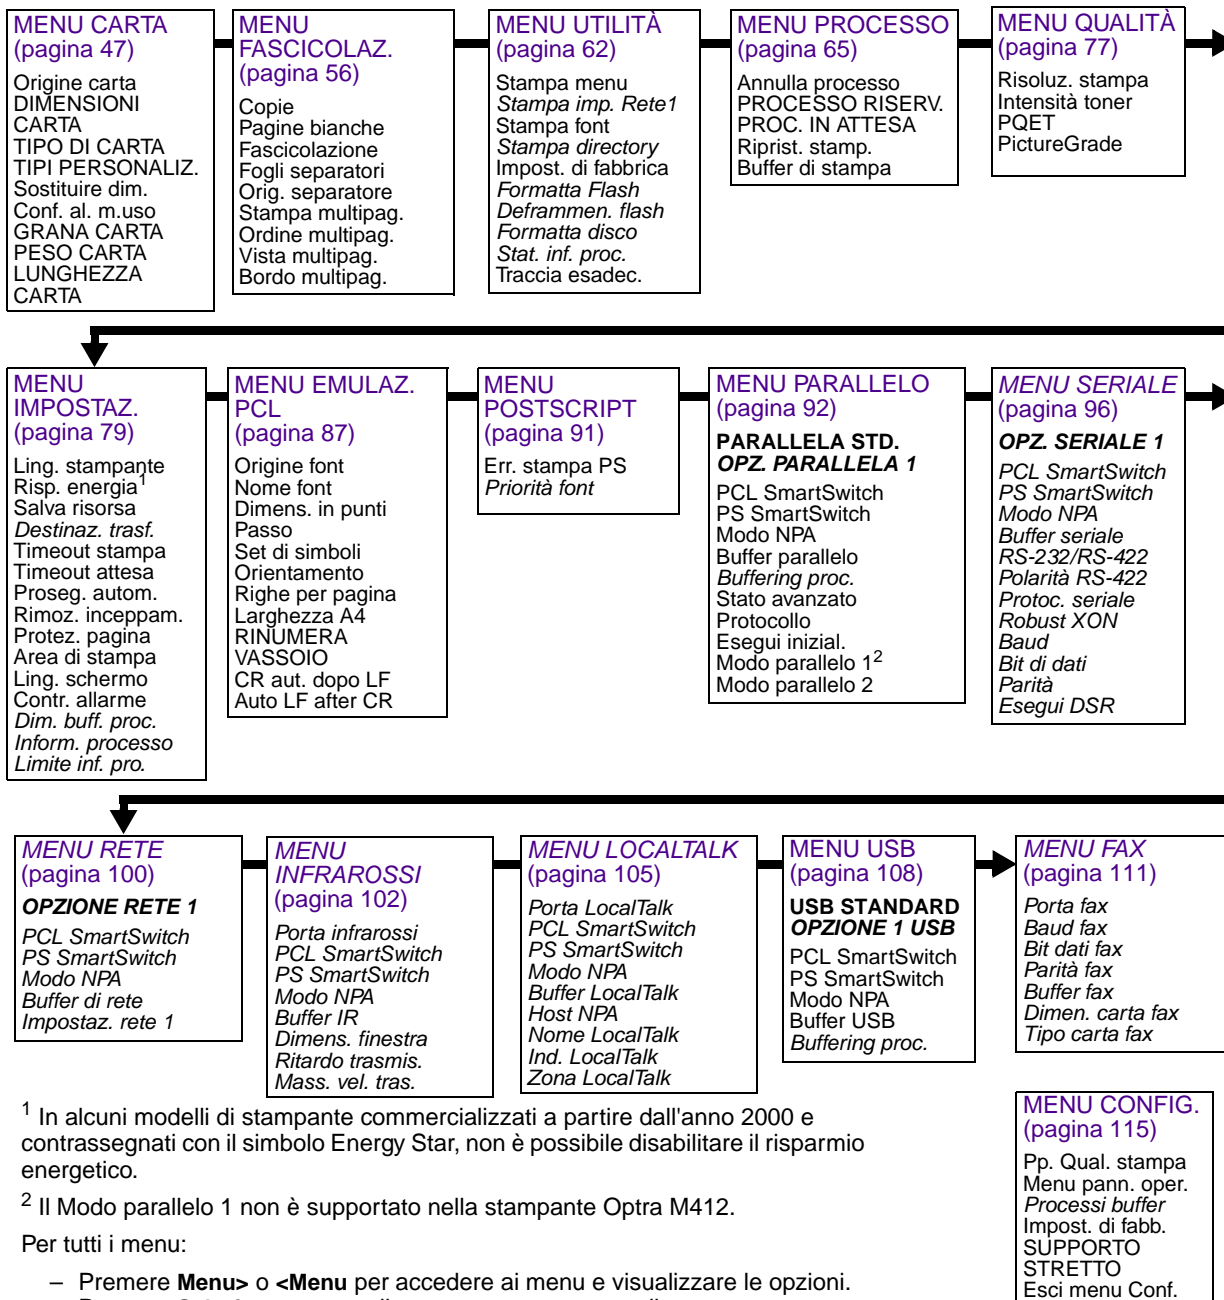 MENU CARTA
(pagina 47)
Origine carta
DIMENSIONI
CARTA
TIPO DI CARTA
TIPI PERSONALIZ.
Sostituire dim.
Conf. al. m.uso
GRANA CARTA
PESO CARTA
LUNGHEZZA
CARTA
MENU
FASCICOLAZ.
(pagina 56)
Copie
Pagine bianche
Fascicolazione
Fogli separatori
Orig. separatore
Stampa multipag.
Ordine multipag.
Vista multipag.
Bordo multipag.
MENU UTILITÀ
(pagina 62)
Stampa menu
Stampa imp. Rete1
Stampa font
Stampa directory
Impost. di fabbrica
Formatta Flash
Deframmen. flash
Formatta disco
Stat. inf. proc.
Traccia esadec.
MENU PROCESSO
(pagina 65)
Annulla processo
PROCESSO RISERV.
PROC. IN ATTESA
Riprist. stamp.
Buffer di stampa
MENU QUALITÀ
(pagina 77)
Risoluz. stampa
Intensità toner
PQET
PictureGrade
MENU
IMPOSTAZ.
(pagina 79)
Ling. stampante
Risp. energia1
Salva risorsa
Destinaz. trasf.
Timeout stampa
Timeout attesa
Proseg. autom.
Rimoz. inceppam.
Protez. pagina
Area di stampa
Ling. schermo
Contr. allarme
Dim. buff. proc.
Inform. processo
Limite inf. pro.
MENU EMULAZ.
PCL
(pagina 87)
Origine font
Nome font
Dimens. in punti
Passo
Set di simboli
Orientamento
Righe per pagina
Larghezza A4
RINUMERA
VASSOIO
CR aut. dopo LF
Auto LF after CR
MENU
POSTSCRIPT
(pagina 91)
Err. stampa PS
Priorità font
MENU PARALLELO
(pagina 92)
PARALLELA STD.
OPZ. PARALLELA 1
PCL SmartSwitch
PS SmartSwitch
Modo NPA
Buffer parallelo
Buffering proc.
Stato avanzato
Protocollo
Esegui inizial.
Modo parallelo 12
Modo parallelo 2
MENU SERIALE
(pagina 96)
OPZ. SERIALE 1
PCL SmartSwitch
PS SmartSwitch
Modo NPA
Buffer seriale
RS-232/RS-422
Polarità RS-422
Protoc. seriale
Robust XON
Baud
Bit di dati
Parità
Esegui DSR
MENU RETE
(pagina 100)
OPZIONE RETE 1
PCL SmartSwitch
PS SmartSwitch
Modo NPA
Buffer di rete
Impostaz. rete 1
MENU
INFRAROSSI
(pagina 102)
Porta infrarossi
PCL SmartSwitch
PS SmartSwitch
Modo NPA
Buffer IR
Dimens. finestra
Ritardo trasmis.
Mass. vel. tras.
MENU LOCALTALK
(pagina 105)
Porta LocalTalk
PCL SmartSwitch
PS SmartSwitch
Modo NPA
Buffer LocalTalk
Host NPA
Nome LocalTalk
Ind. LocalTalk
Zona LocalTalk
MENU USB
(pagina 108)
USB STANDARD
OPZIONE 1 USB
PCL SmartSwitch
PS SmartSwitch
Modo NPA
Buffer USB
Buffering proc.
MENU FAX
(pagina 111)
Porta fax
Baud fax
Bit dati fax
Parità fax
Buffer fax
Dimen. carta fax
Tipo carta fax
MENU CONFIG.
(pagina 115)
Pp. Qual. stampa
Menu pann. oper.
Processi buffer
Impost. di fabb.
SUPPORTO
STRETTO
Esci menu Conf.
1 In alcuni modelli di stampante commercializzati a partire dall'anno 2000 e
contrassegnati con il simbolo Energy Star, non è possibile disabilitare il risparmio
energetico.
2 Il Modo parallelo 1 non è supportato nella stampante Optra M412.
Per tutti i menu:
– Premere Menu> o <Menu per accedere ai menu e visualizzare le opzioni.